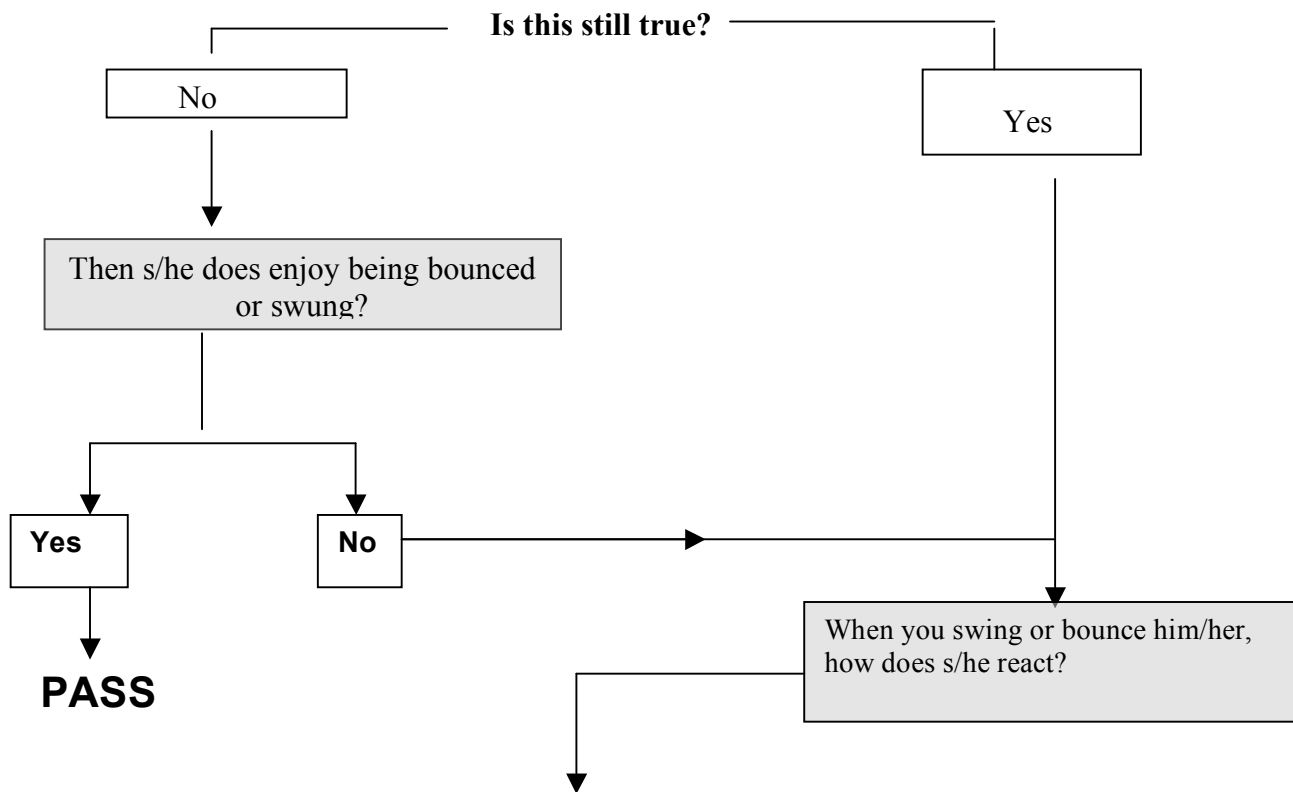 Is this still true?
No
Yes
Then s/he does enjoy being bounced
or swung?
Yes
No
PASS
When you swing or bounce him/her,
how does s/he react?